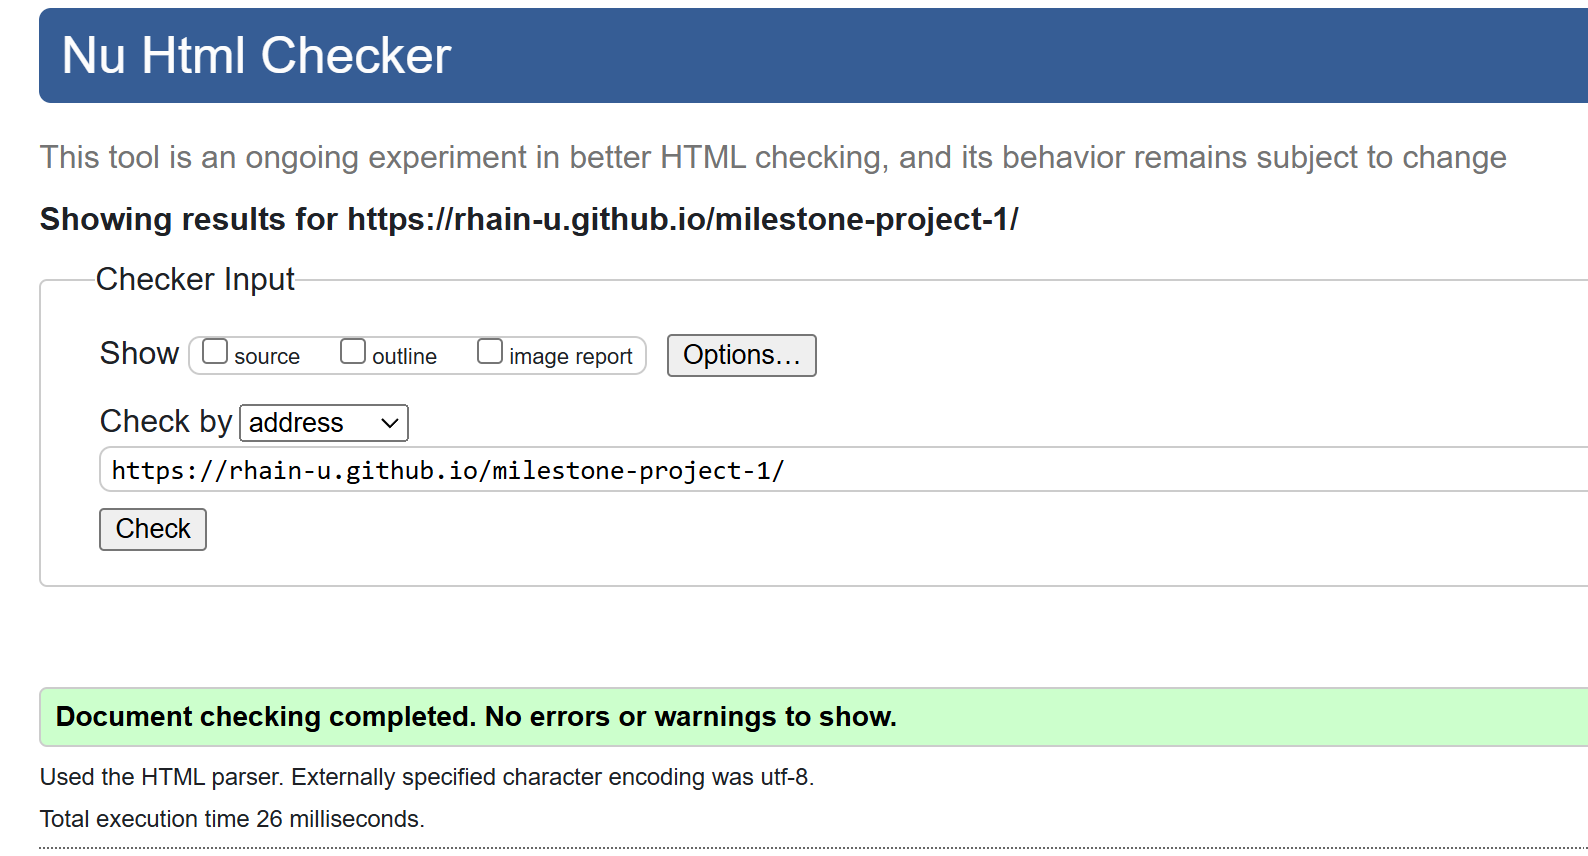 Nu Html Checker
This tool is an ongoing experiment in better HTML checking, and its behavior remains subject to change
Showing results for https://rhain-u.github.io/milestone-project-1/
Checker Input
Show source outline image report Options...
Check by address
https://rhain-u.github.io/milestone-project-1/
Check
Document checking completed. No errors or warnings to show.
Used the HTML parser. Externally specified character encoding was utf-8.
Total execution time 26 milliseconds.